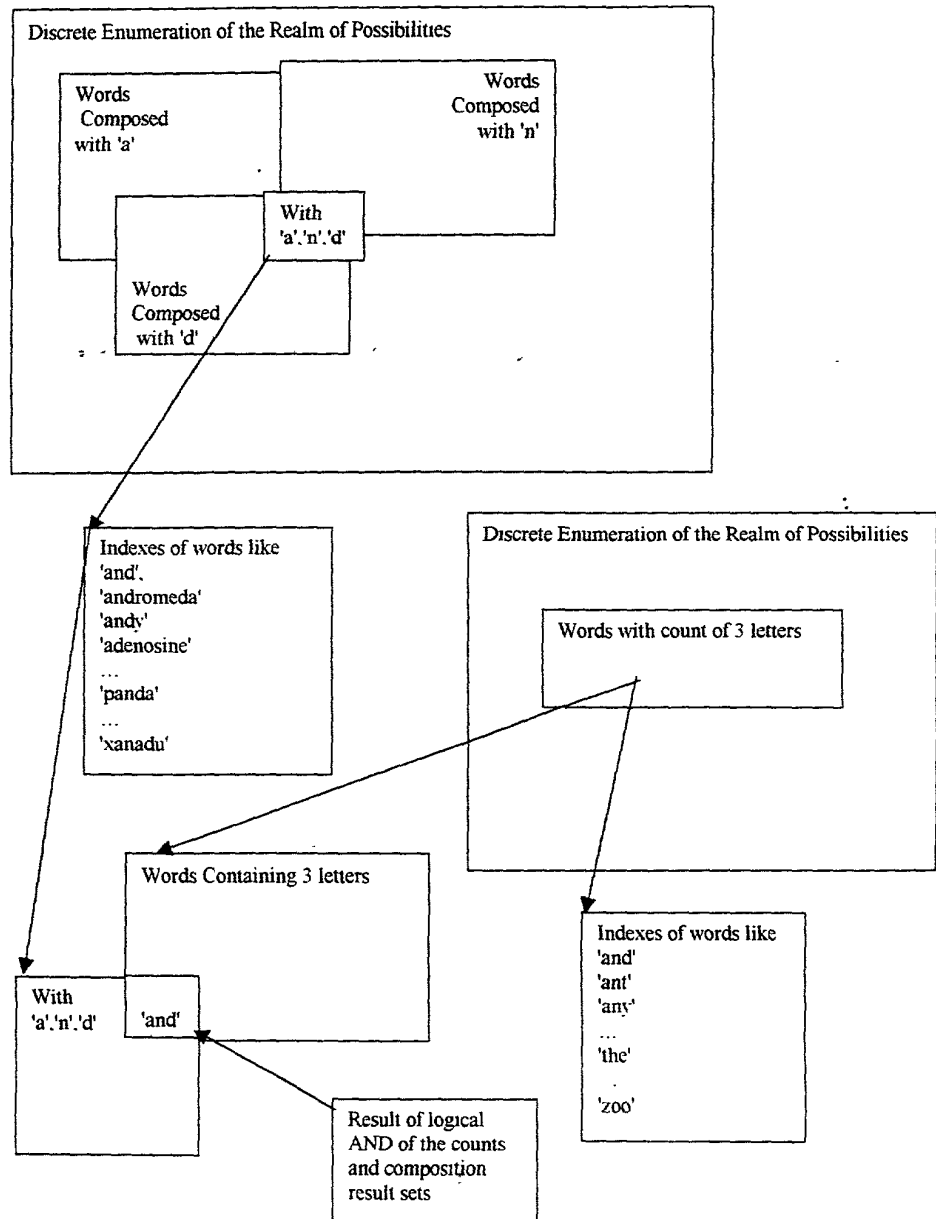 Discrete Enumeration of the Realm of Possibilities
Words
Composed
with 'a'
Words
Composed
with 'n'
With
'a','n','d'
Words
Composed
with 'd'
Indexes of words like
'and',
'andromeda'
'andy'
'adenosine'
...
'panda'
...
'xanadu'
Discrete Enumeration of the Realm of Possibilities
Words with count of 3 letters
Words Containing 3 letters
With
'a','n','d'
'and'
Indexes of words like
'and'
'ant'
'any'
...
'the'
.
'zoo'
Result of logical
AND of the counts
and composition
result sets